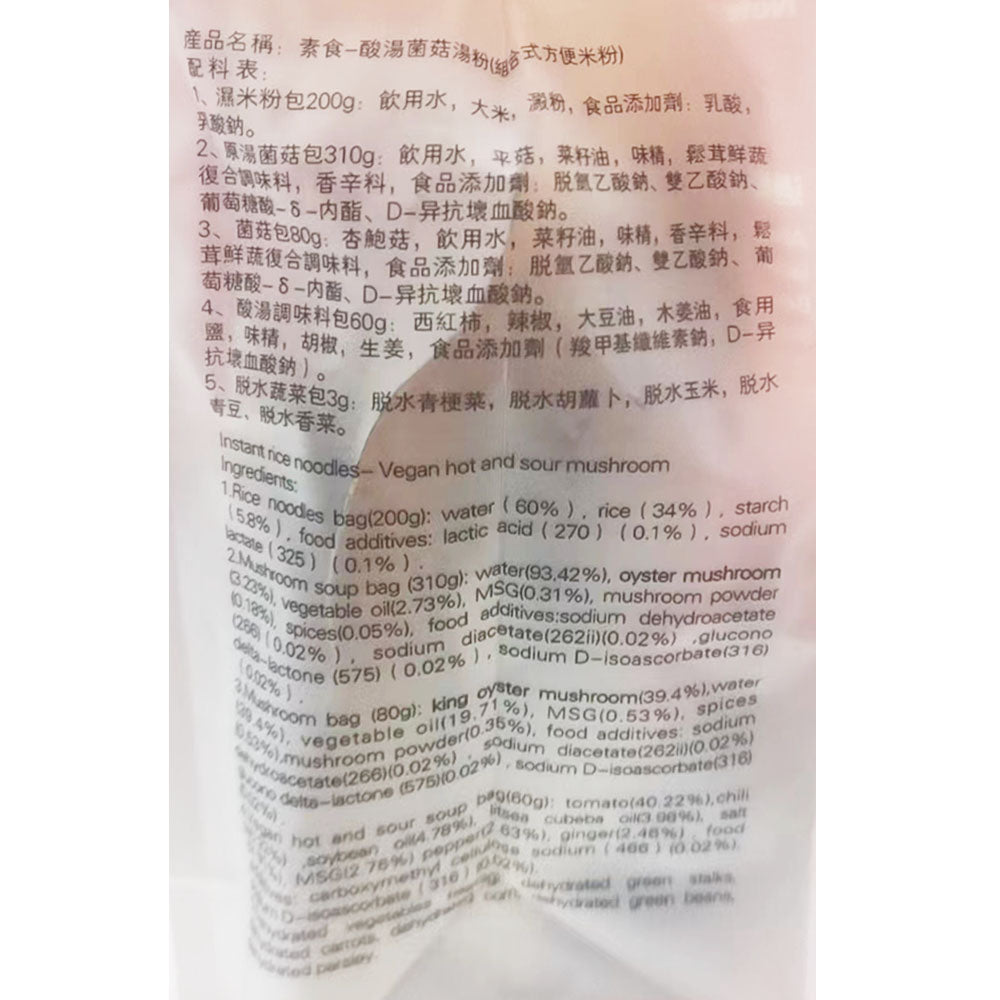 產品名稱：素食–酸湯菌菇湯粉(組合式方便米粉)
配料表：
1、濕米粉包200g：飲用水，大米，澱粉，食品添加劑：乳酸，
乳酸鈉。
2、原湯菌菇包310g：飲用水，平菇，菜籽油，味精，鬆茸鮮蔬
復合調味料，香辛料，食品添加劑：脱氫乙酸鈉、雙乙酸鈉、
葡萄糖酸–δ–内酯、D–异抗壞血酸鈉。
3、菌菇包80g：杏鮑菇，飲用水，菜籽油，味精，香辛料，鬆
茸鮮蔬復合調味料，食品添加劑：脱氫乙酸鈉、雙乙酸鈉、葡
萄糖酸–δ–内酯、D–异抗壞血酸鈉。
4、酸湯調味料包60g：西紅柿，辣椒，大豆油，木姜油，食用
鹽，味精，胡椒，生姜，食品添加劑（羧甲基纖維素鈉，D–异
抗壞血酸鈉）。
5、脱水蔬菜包3g：脱水青梗菜，脱水胡蘿卜，脱水玉米，脱水
青豆、脱水香菜。
Instant rice noodles– Vegan hot and sour mushroom
Ingredients:
1.Rice noodles bag(200g): water（60%）, rice（34%）, starch
（5.8%）, food additives: lactic acid（270）（0.1%）, sodium
lactate（325）（0.1%）.
2.Mushroom soup bag (310g): water(93.42%), oyster mushroom
(3.23%), vegetable oil(2.73%), MSG(0.31%), mushroom powder
(0.18%), spices(0.05%), food additives:sodium dehydroacetate
(266)（0.02%）, sodium diacetate(262ii)(0.02%) ,glucono
delta–lactone (575)（0.02%）, sodium D–isoascorbate(316)
（0.02%）.
3.Mushroom bag (80g): king oyster mushroom(39.4%),water
(39.4%), vegetable oil(19.71%), MSG(0.53%), spices
(0.53%),mushroom powder(0.35%), food additives: sodium
dehydroacetate(266)(0.02%) , sodium diacetate(262ii)(0.02%)
glucono delta–lactone (575)(0.02%) , sodium D–isoascorbate(316)
(0.02%).
hot and sour soup bag(60g): tomato(40.22%),chili
,soybean oil(4.78%), litsea cubeba oil(3.98%), salt
MSG(2.76%) pepper(2.63%), ginger(2.46%), food
carboxymethyl cellulose sodium（466）(0.02%),
D–isoascorbate（316）(0.02%).
vegetables dehydrated green stalks,
carrots, dehydrated corn, dehydrated green beans,
parsley.